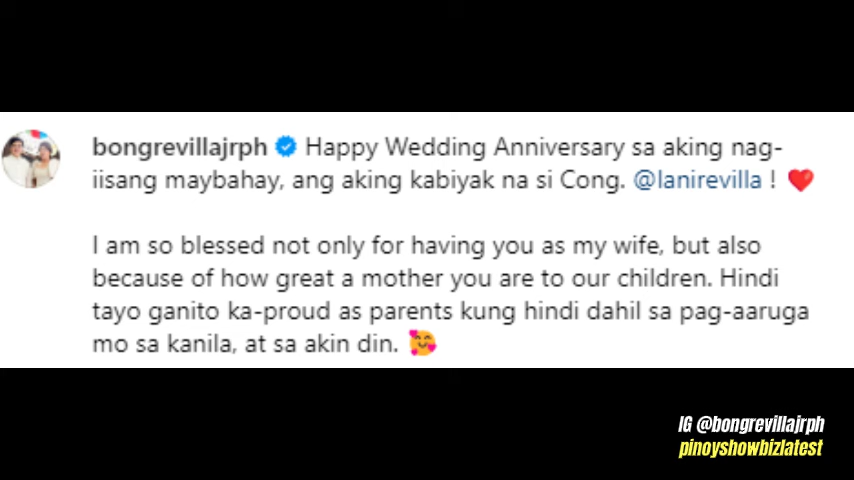 bongrevillajrph Happy Wedding Anniversary sa aking nag-
iisang maybahay, ang aking kabiyak na si Cong. @lanirevilla ! ❤️
I am so blessed not only for having you as my wife, but also
because of how great a mother you are to our children. Hindi
tayo ganito ka-proud as parents kung hindi dahil sa pag-aaruga
mo sa kanila, at sa akin din. 🥰
IG @bongrevillajrph
pinoyshowbizlatest